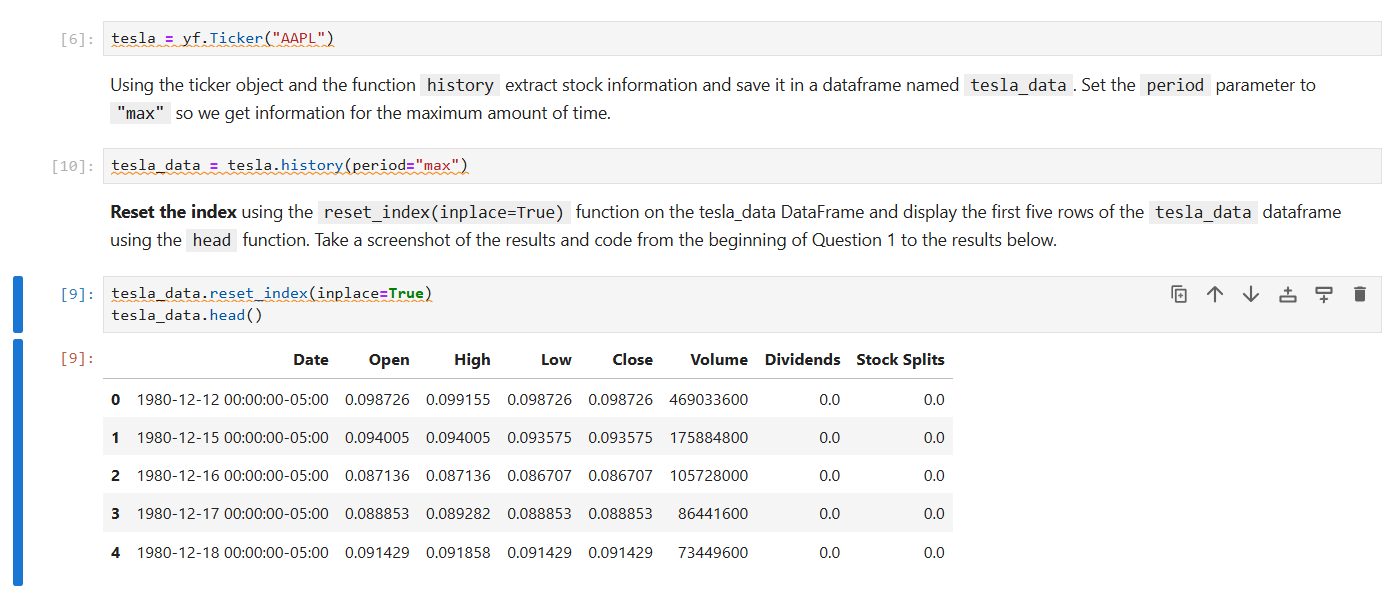 [6]: tesla = yf.Ticker("AAPL")
Using the ticker object and the function history extract stock information and save it in a dataframe named tesla_data. Set the period parameter to
"max" so we get information for the maximum amount of time.
[10]: tesla_data = tesla.history(period="max")
Reset the index using the reset_index(inplace=True) function on the tesla_data DataFrame and display the first five rows of the tesla_data dataframe
using the head function. Take a screenshot of the results and code from the beginning of Question 1 to the results below.
[9]: tesla_data.reset_index(inplace=True)
tesla_data.head()
[9]: Date Open High Low Close Volume Dividends Stock Splits
0 1980-12-12 00:00:00-05:00 0.098726 0.099155 0.098726 0.098726 469033600 0.0 0.0
1 1980-12-15 00:00:00-05:00 0.094005 0.094005 0.093575 0.093575 175884800 0.0 0.0
2 1980-12-16 00:00:00-05:00 0.087136 0.087136 0.086707 0.086707 105728000 0.0 0.0
3 1980-12-17 00:00:00-05:00 0.088853 0.089282 0.088853 0.088853 86441600 0.0 0.0
4 1980-12-18 00:00:00-05:00 0.091429 0.091858 0.091429 0.091429 73449600 0.0 0.0